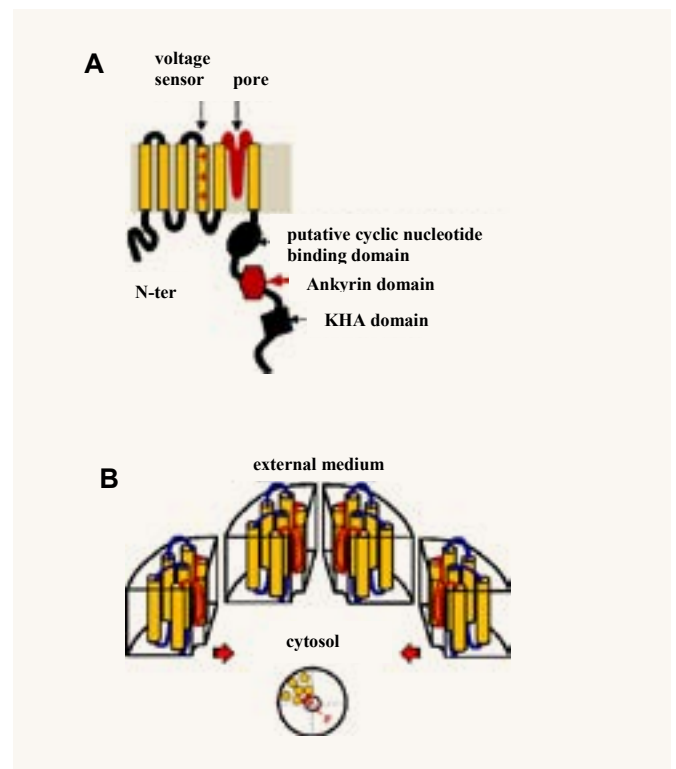 A
voltage
sensor
pore
putative cyclic nucleotide
binding domain
Ankyrin domain
N-ter
KHA domain
B
external medium
cytosol
P